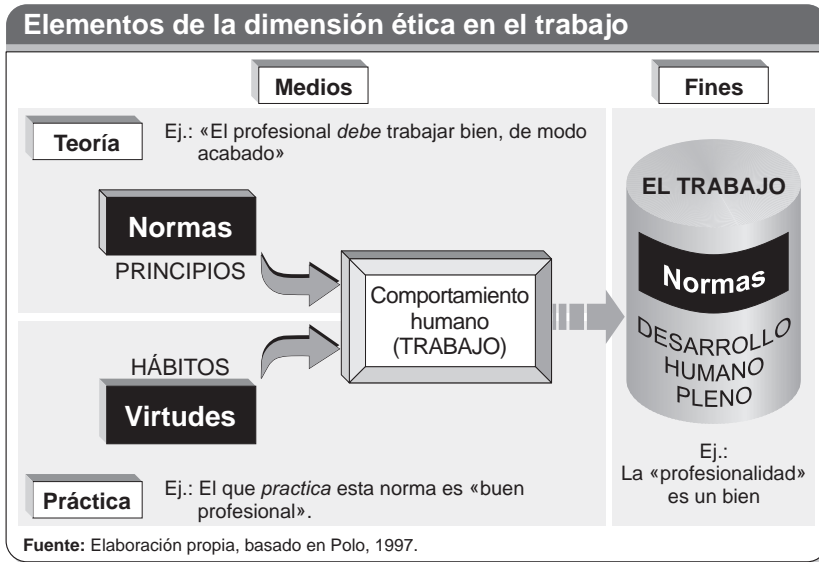 Elementos de la dimensión ética en el trabajo
Medios
Fines
Teoría
Ej.: «El profesional debe trabajar bien, de modo
acabado»
Normas
PRINCIPIOS
Comportamiento
humano
(TRABAJO)
HÁBITOS
Virtudes
Práctica
Ej.: El que practica esta norma es «buen
profesional».
EL TRABAJO
Normas
DESARROLLO
HUMANO
PLENO
Ej.:
La «profesionalidad»
es un bien
Fuente: Elaboración propia, basado en Polo, 1997.